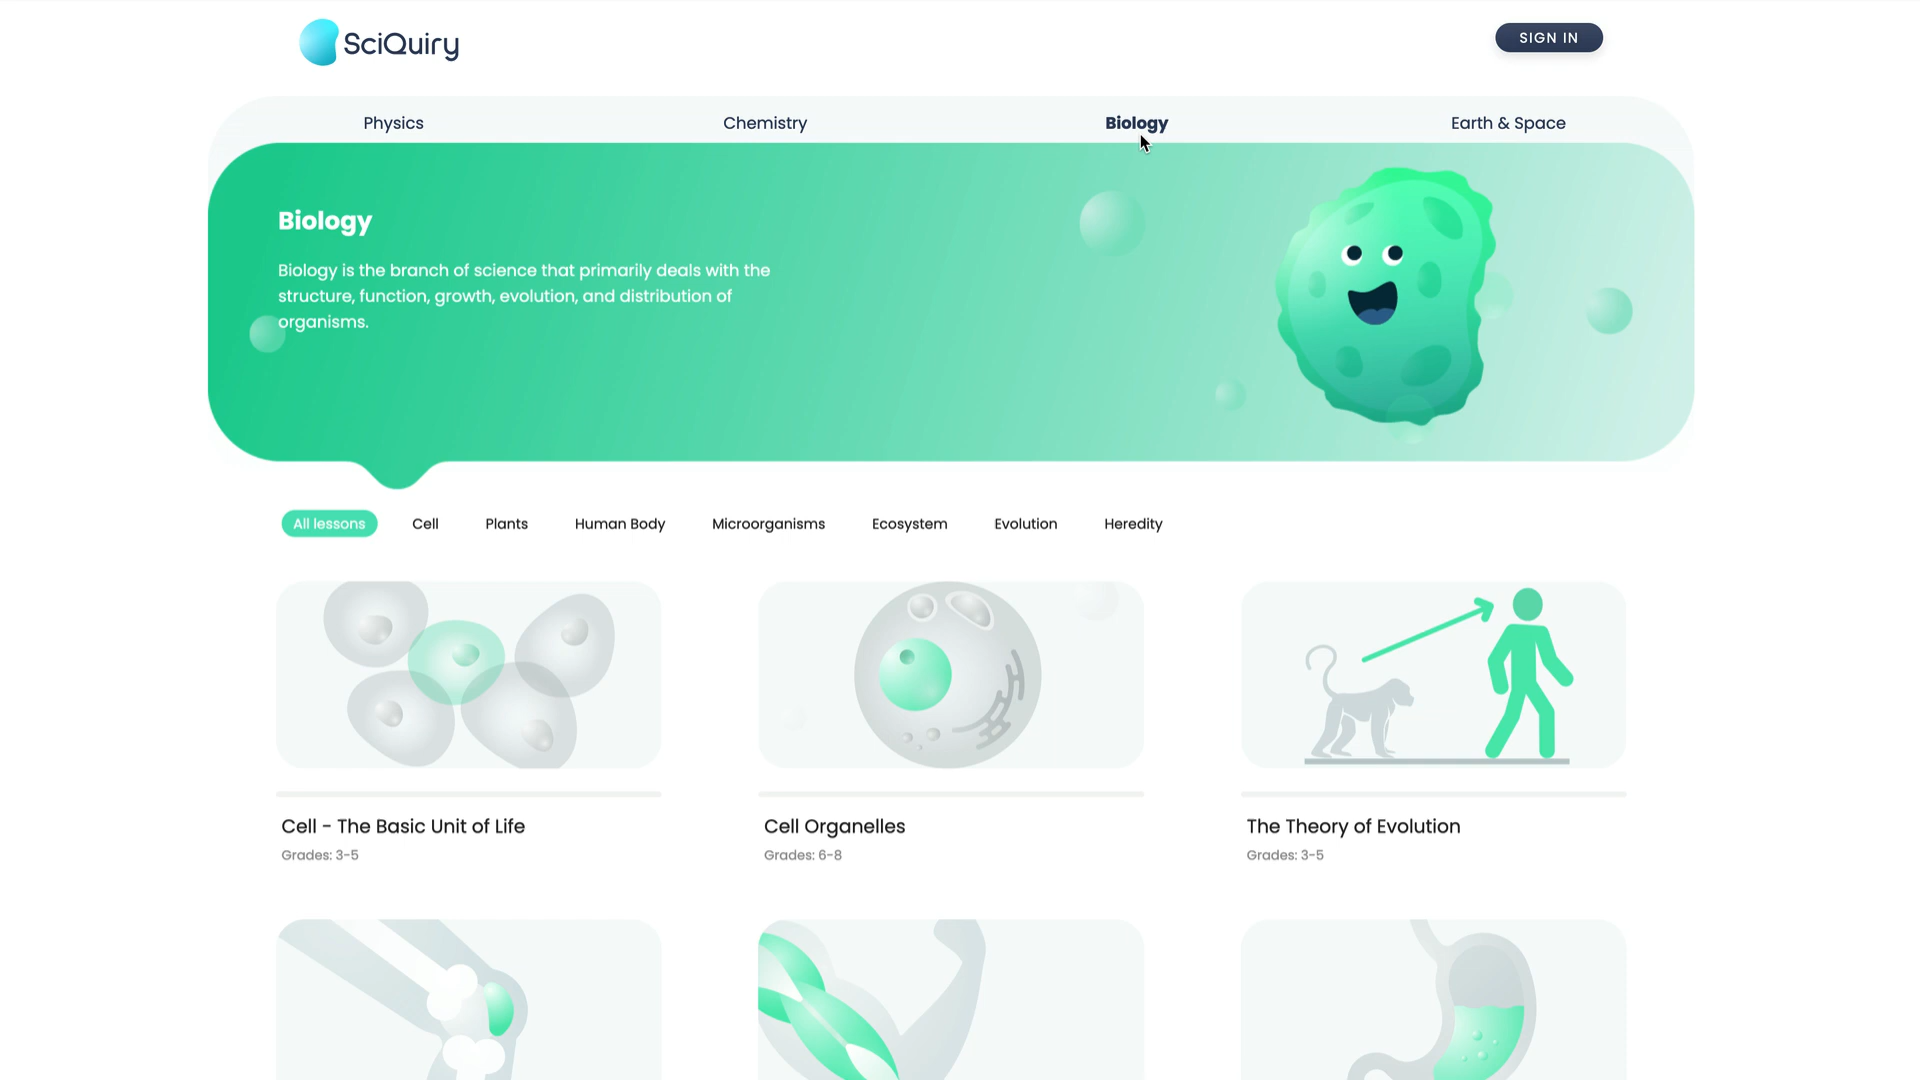 SciQuiry
SIGN IN
Physics
Chemistry
Biology
Earth & Space
Biology
Biology is the branch of science that primarily deals with the
structure, function, growth, evolution, and distribution of
organisms.
All lessons
Cell
Plants
Human Body
Microorganisms
Ecosystem
Evolution
Heredity
Cell - The Basic Unit of Life
Grades: 3-5
Cell Organelles
Grades: 6-8
The Theory of Evolution
Grades: 3-5